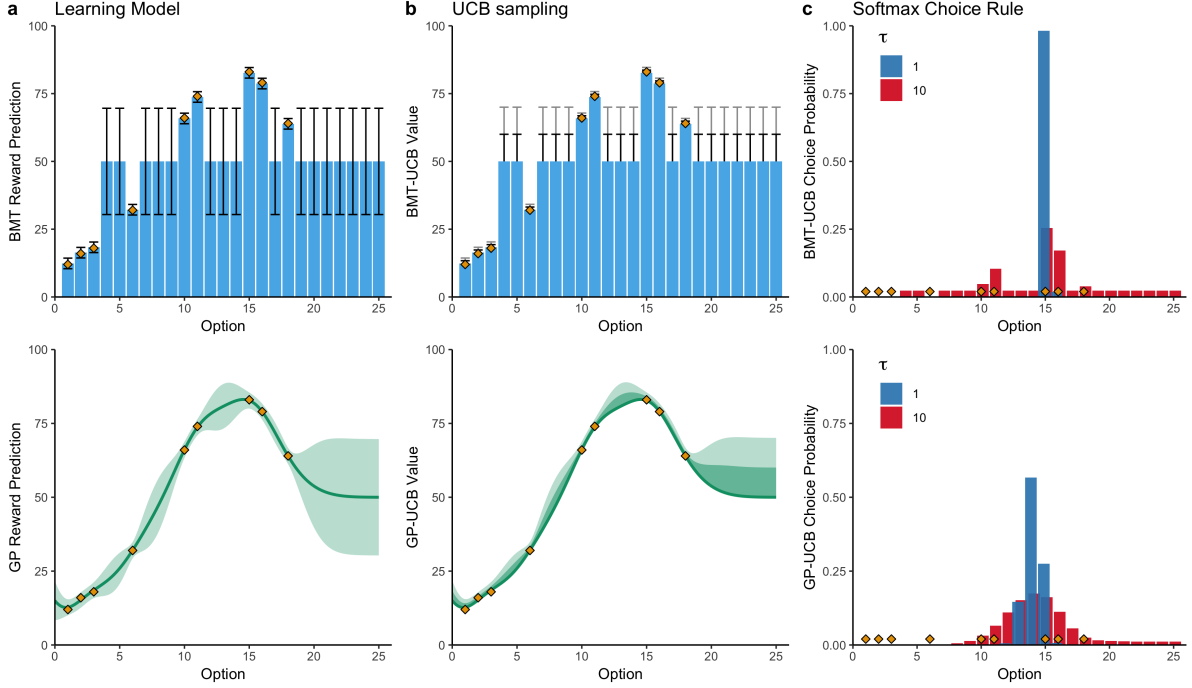 a Learning Model
100
75
50
25
0
0 5 10 15 20 25
BMT Reward Prediction
Option
b UCB sampling
100
75
50
25
0
0 5 10 15 20 25
BMT-UCB Value
Option
c Softmax Choice Rule
1.00
0.75
0.50
0.25
0.00
0 5 10 15 20 25
BMT-UCB Choice Probability
Option
τ
1
10
100
75
50
25
0
0 5 10 15 20 25
GP Reward Prediction
Option
100
75
50
25
0
0 5 10 15 20 25
GP-UCB Value
Option
1.00
0.75
0.50
0.25
0.00
0 5 10 15 20 25
GP-UCB Choice Probability
Option
τ
1
10